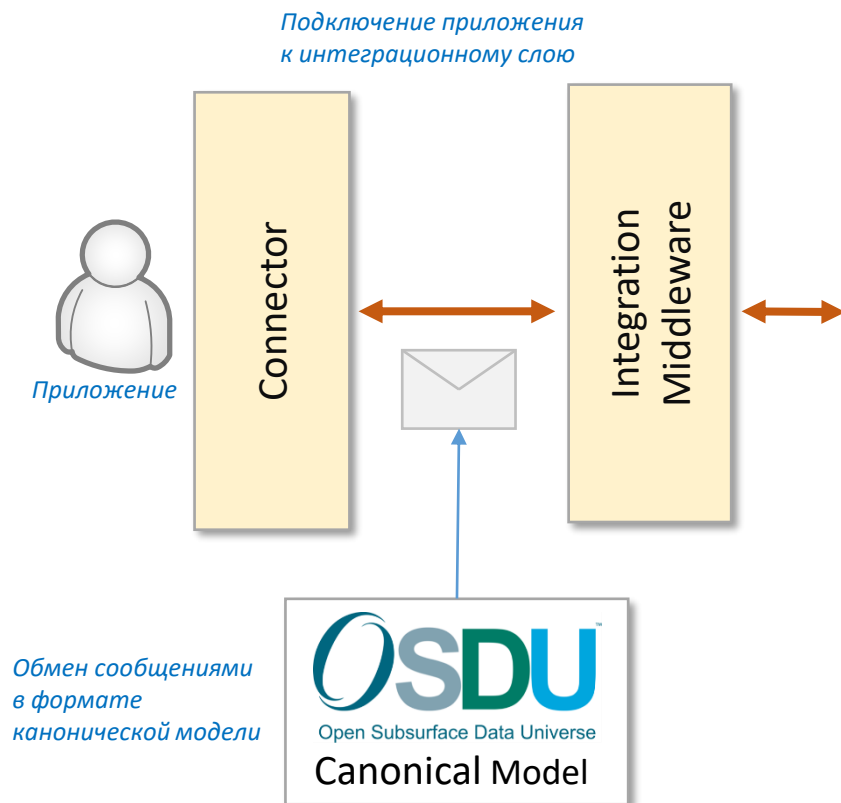 Подключение приложения
к интеграционному слою
Connector
Integration
Middleware
Приложение
Обмен сообщениями
в формате
канонической модели
OSDU™
Open Subsurface Data Universe
Canonical Model